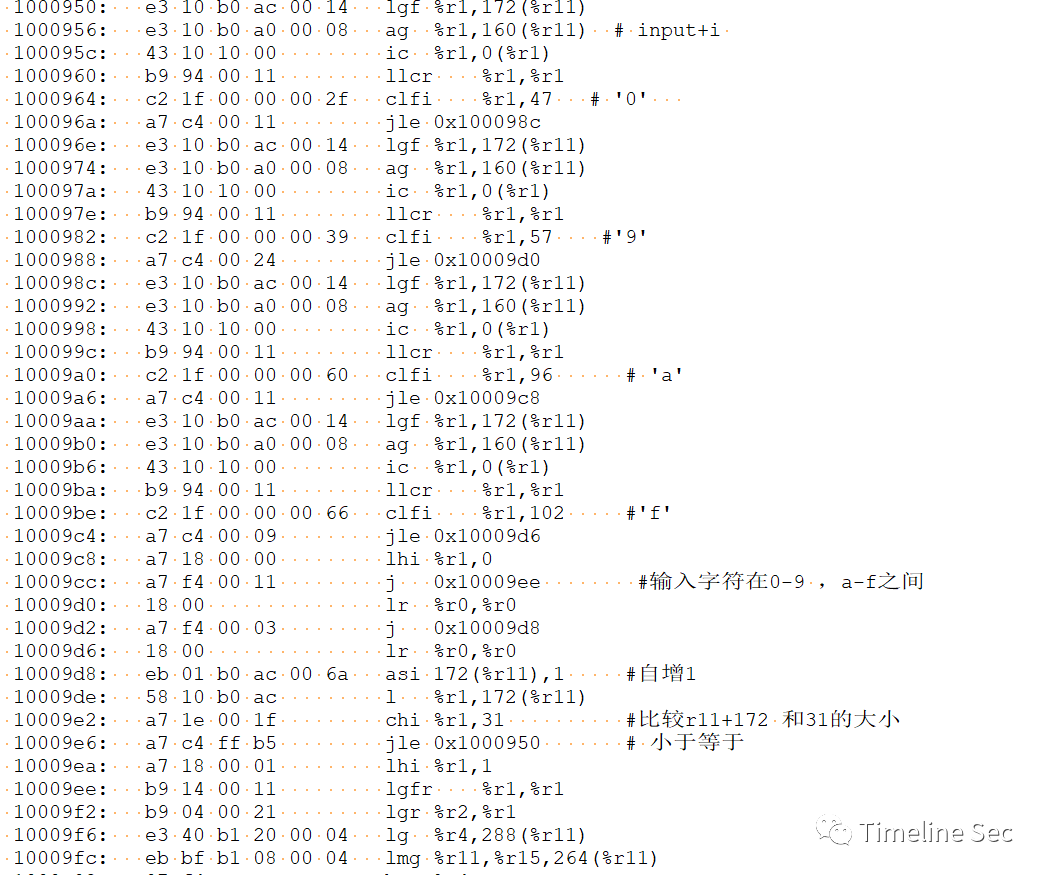 1000950: e3 10 b0 ac 00 14 lgf %r1,172(%r11)
1000956: e3 10 b0 a0 00 08 ag %r1,160(%r11) # input+i
100095c: 43 10 10 00 ic %r1,0(%r1)
1000960: b9 94 00 11 llcr %r1,%r1
1000964: c2 1f 00 00 00 2f clfi %r1,47 # '0'
100096a: a7 c4 00 11 jle 0x100098c
100096e: e3 10 b0 ac 00 14 lgf %r1,172(%r11)
1000974: e3 10 b0 a0 00 08 ag %r1,160(%r11)
100097a: 43 10 10 00 ic %r1,0(%r1)
100097e: b9 94 00 11 llcr %r1,%r1
1000982: c2 1f 00 00 00 39 clfi %r1,57 #'9'
1000988: a7 c4 00 24 jle 0x10009d0
100098c: e3 10 b0 ac 00 14 lgf %r1,172(%r11)
1000992: e3 10 b0 a0 00 08 ag %r1,160(%r11)
1000998: 43 10 10 00 ic %r1,0(%r1)
100099c: b9 94 00 11 llcr %r1,%r1
10009a0: c2 1f 00 00 00 60 clfi %r1,96 # 'a'
10009a6: a7 c4 00 11 jle 0x10009c8
10009aa: e3 10 b0 ac 00 14 lgf %r1,172(%r11)
10009b0: e3 10 b0 a0 00 08 ag %r1,160(%r11)
10009b6: 43 10 10 00 ic %r1,0(%r1)
10009ba: b9 94 00 11 llcr %r1,%r1
10009be: c2 1f 00 00 00 66 clfi %r1,102 #'f'
10009c4: a7 c4 00 09 jle 0x10009d6
10009c8: a7 18 00 00 lhi %r1,0
10009cc: a7 f4 00 11 j 0x10009ee #输入字符在0-9 ，a-f之间
10009d0: 18 00 lr %r0,%r0
10009d2: a7 f4 00 03 j 0x10009d8
10009d6: 18 00 lr %r0,%r0
10009d8: eb 01 b0 ac 00 6a asi 172(%r11),1 #自增1
10009de: 58 10 b0 ac l %r1,172(%r11)
10009e2: a7 1e 00 1f chi %r1,31 #比较r11+172 和31的大小
10009e6: a7 c4 ff b5 jle 0x1000950 # 小于等于
10009ea: a7 18 00 01 lhi %r1,1
10009ee: b9 14 00 11 lgfr %r1,%r1
10009f2: b9 04 00 21 lgr %r2,%r1
10009f6: e3 40 b1 20 00 04 lg %r4,288(%r11)
10009fc: eb bf b1 08 00 04 lmg %r11,%r15,264(%r11)
Timeline Sec